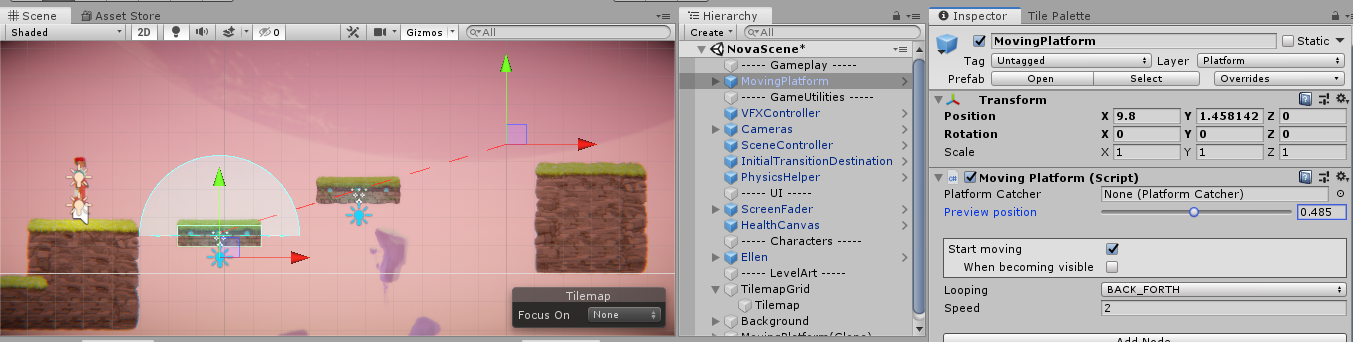 Scene Asset Store
Shaded 2D 0 Gizmos All
Tilemap
Focus On None
Hierarchy
Create All
NovaScene*
----- Gameplay -----
MovingPlatform
----- GameUtilities -----
VFXController
Cameras
SceneController
InitialTransitionDestination
PhysicsHelper
----- UI -----
ScreenFader
HealthCanvas
----- Characters -----
Ellen
----- LevelArt -----
TilemapGrid
Tilemap
Background
MovingPlatform(Clone)
Inspector Tile Palette
MovingPlatform Static
Tag Untagged Layer Platform
Prefab Open Select Overrides
Transform
Position X 9.8 Y 1.458142 Z 0
Rotation X 0 Y 0 Z 0
Scale X 1 Y 1 Z 1
Moving Platform (Script)
Platform Catcher None (Platform Catcher)
Preview position 0.485
Start moving
When becoming visible
Looping BACK_FORTH
Speed 2
Add Node